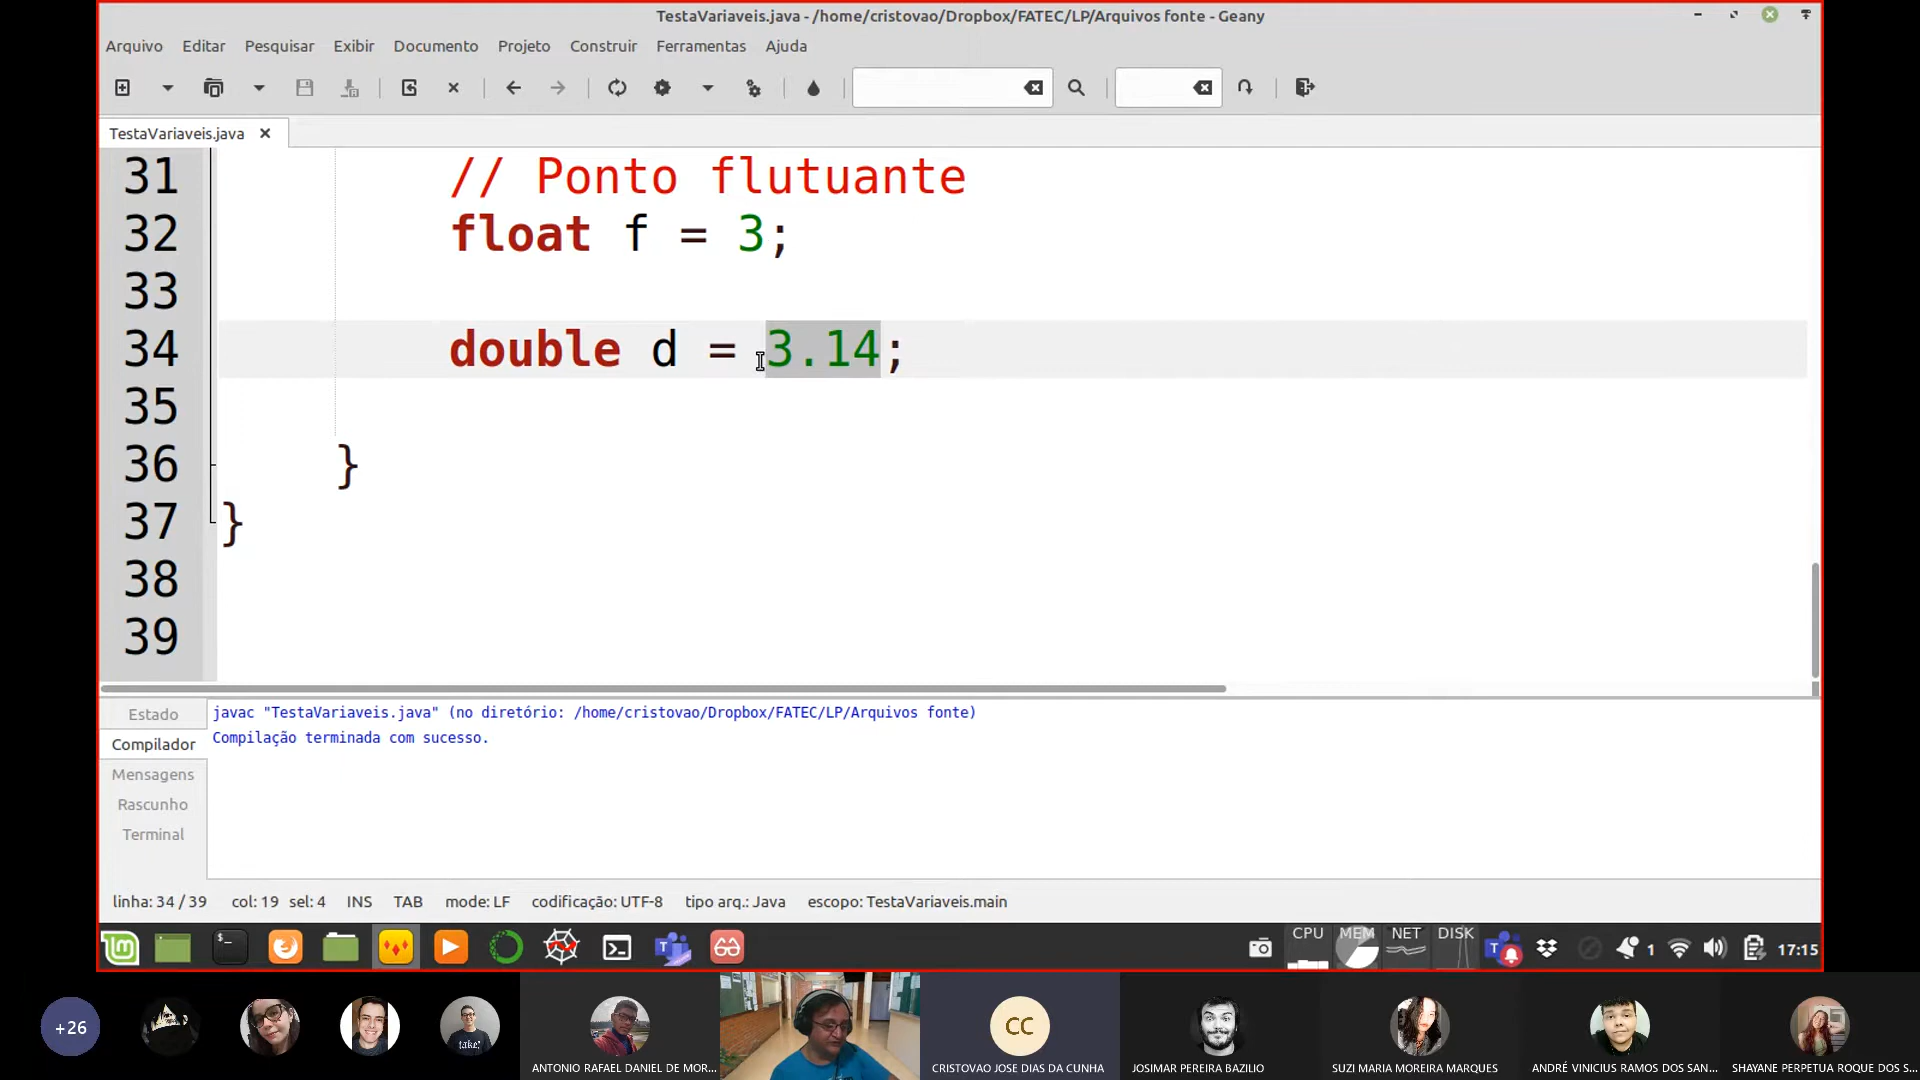 TestaVariaveis.java - /home/cristovao/Dropbox/FATEC/LP/Arquivos fonte - Geany
Arquivo Editar Pesquisar Exibir Documento Projeto Construir Ferramentas Ajuda
TestaVariaveis.java
31 // Ponto flutuante
32 float f = 3;
33
34 double d = 3.14;
35
36 }
37 }
38
39
Estado
Compilador
Mensagens
Rascunho
Terminal
javac "TestaVariaveis.java" (no diretório: /home/cristovao/Dropbox/FATEC/LP/Arquivos fonte)
Compilação terminada com sucesso.
linha: 34 / 39 col: 19 sel: 4 INS TAB mode: LF codificação: UTF-8 tipo arq.: Java escopo: TestaVariaveis.main
CPU MEM NET DISK 1 17:15
+26
take!
ANTONIO RAFAEL DANIEL DE MOR...
CC
CRISTOVAO JOSE DIAS DA CUNHA
JOSIMAR PEREIRA BAZILIO
SUZI MARIA MOREIRA MARQUES
ANDRÉ VINICIUS RAMOS DOS SAN...
SHAYANE PERPETUA ROQUE DOS S...